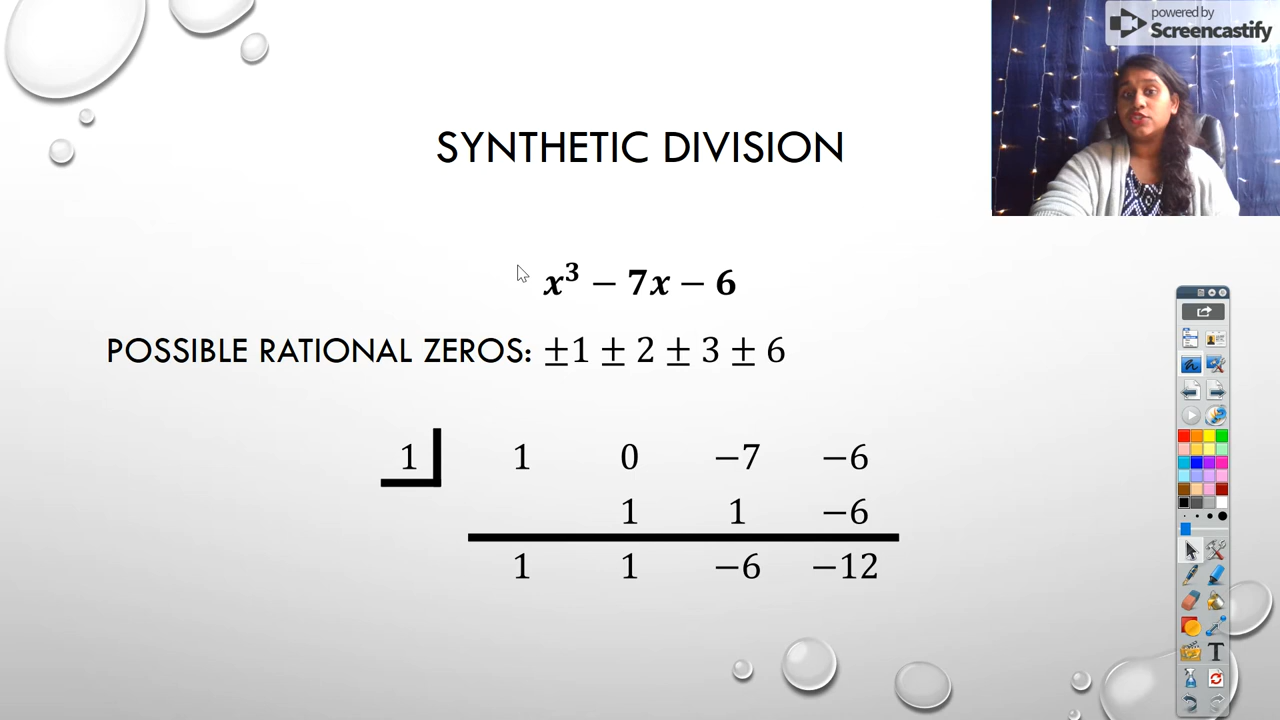 powered by
Screencastify
SYNTHETIC DIVISION
x³ − 7x − 6
POSSIBLE RATIONAL ZEROS: ±1 ± 2 ± 3 ± 6
1 1 0 −7 −6
1 1 −6
1 1 −6 −12
T